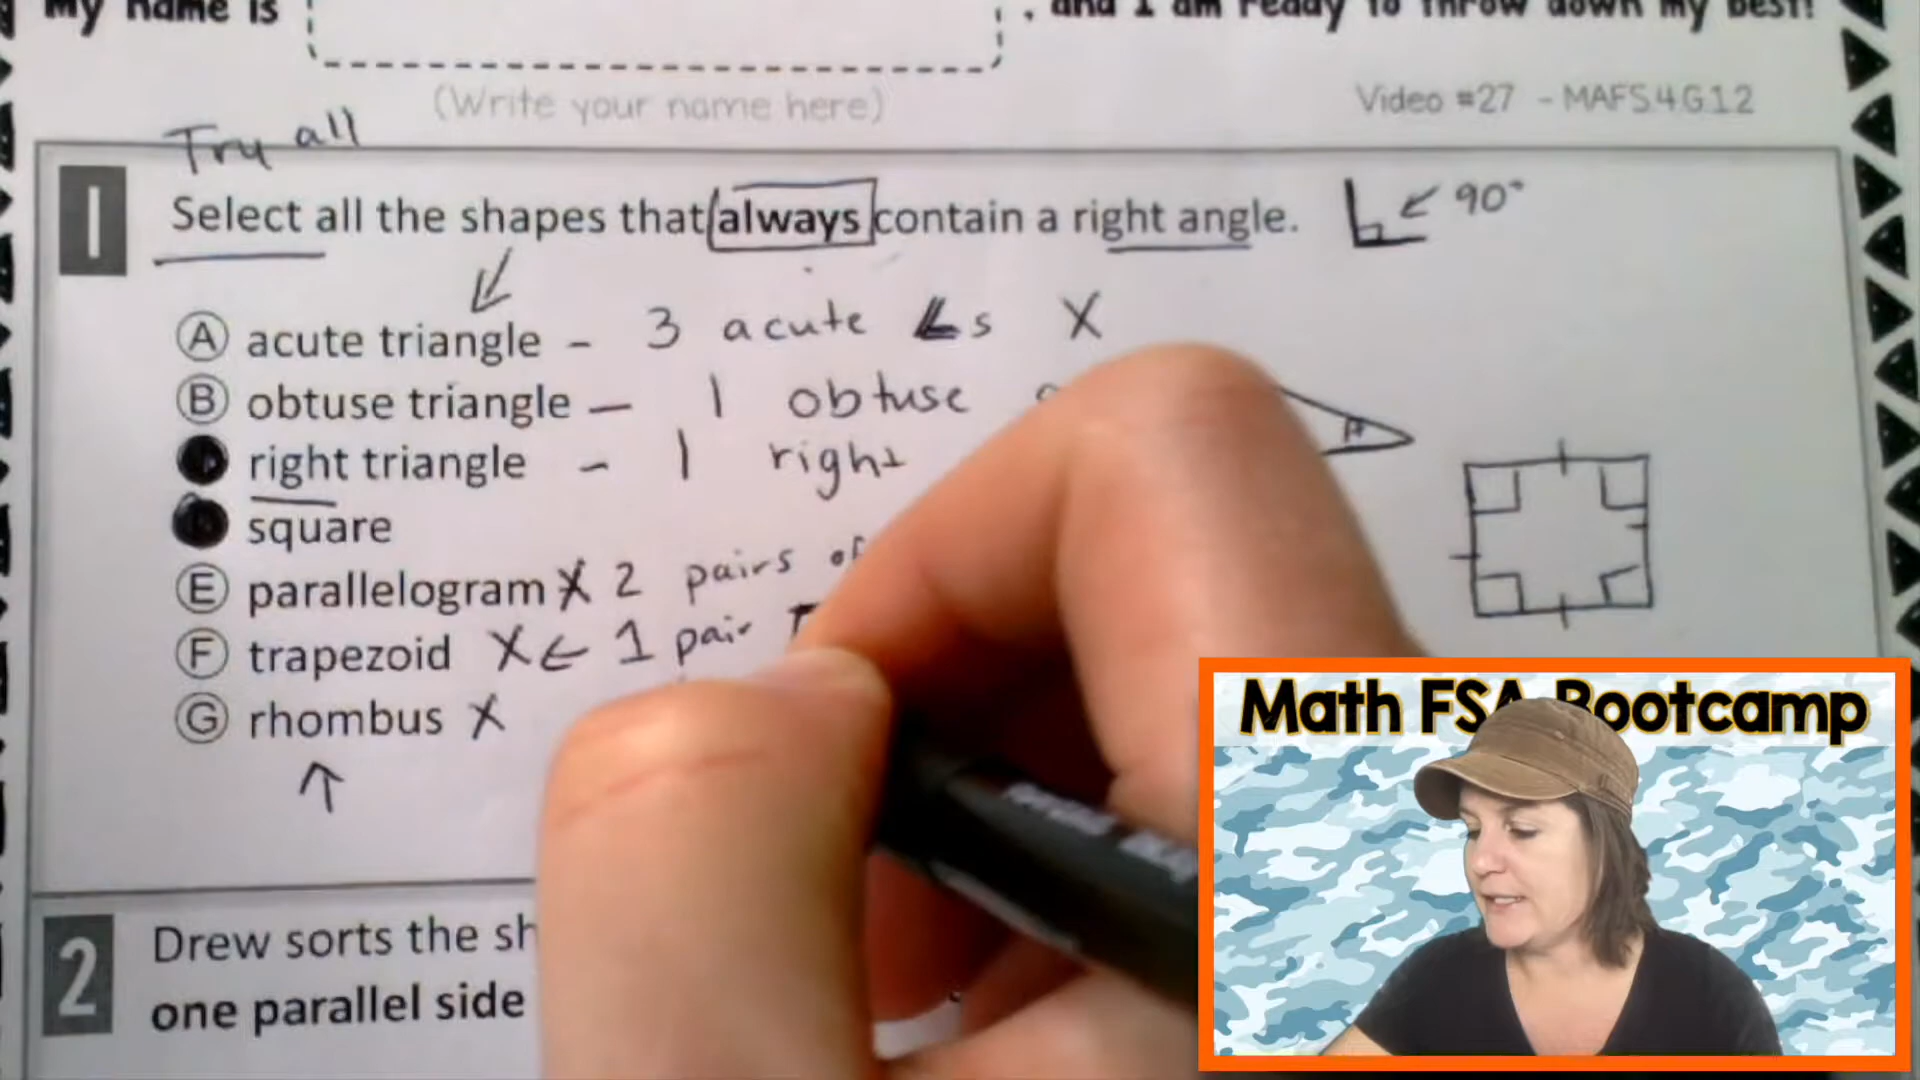 My name is , and I am ready to throw down my best!
(Write your name here)
Video #27 - MAFS.4.G.1.2
Try all
1 Select all the shapes that always contain a right angle. 90°
A acute triangle - 3 acute ∠s X
B obtuse triangle — 1 obtuse
right triangle - 1 right
square
E parallelogram X 2 pairs of
F trapezoid X ← 1 pair
G rhombus X
2 Drew sorts the sh
one parallel side
Math FSA Bootcamp